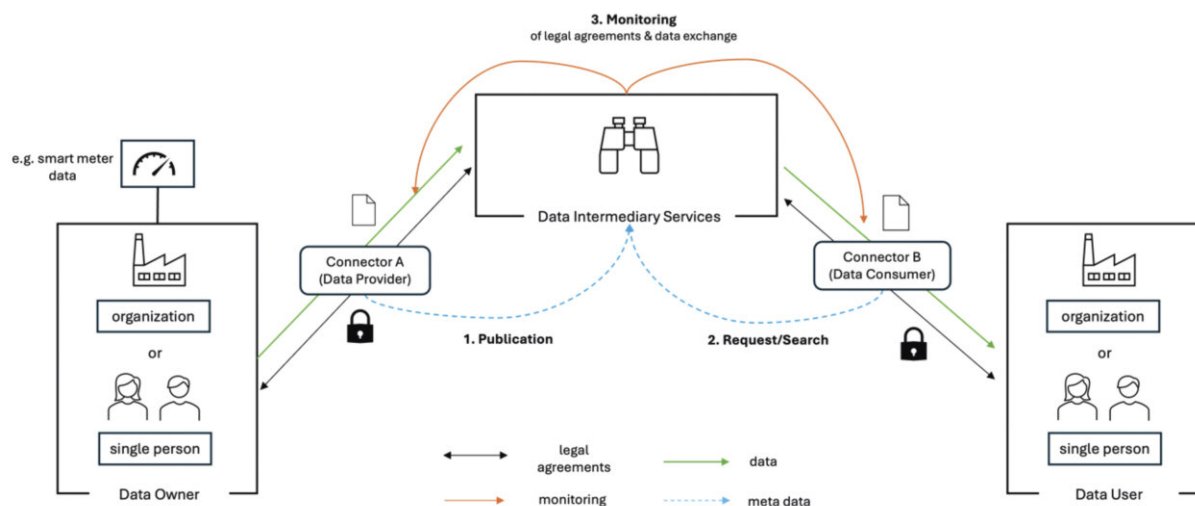 3. Monitoring
of legal agreements & data exchange
e.g. smart meter
data
Data Intermediary Services
Connector A
(Data Provider)
Connector B
(Data Consumer)
organization
or
single person
Data Owner
1. Publication
2. Request/Search
organization
or
single person
Data User
legal
agreements
data
monitoring
meta data